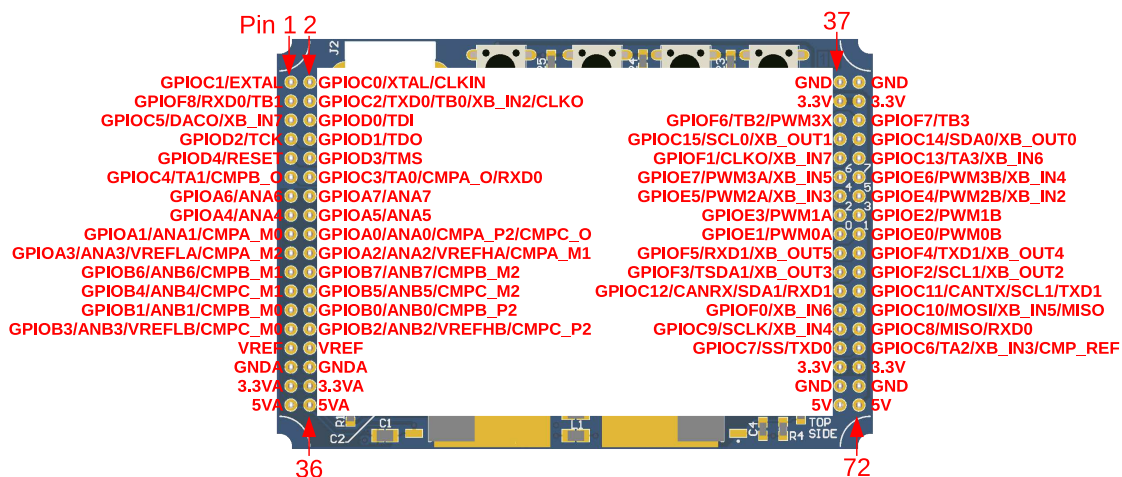 Pin 1 2
37
J2
GPIOC1/EXTAL GPIOC0/XTAL/CLKIN GND GND
GPIOF8/RXD0/TB1 GPIOC2/TXD0/TB0/XB_IN2/CLKO 3.3V 3.3V
GPIOC5/DACO/XB_IN7 GPIOD0/TDI GPIOF6/TB2/PWM3X GPIOF7/TB3
GPIOD2/TCK GPIOD1/TDO GPIOC15/SCL0/XB_OUT1 GPIOC14/SDA0/XB_OUT0
GPIOD4/RESET GPIOD3/TMS GPIOF1/CLKO/XB_IN7 GPIOC13/TA3/XB_IN6
GPIOC4/TA1/CMPB_O GPIOC3/TA0/CMPA_O/RXD0 GPIOE7/PWM3A/XB_IN5 GPIOE6/PWM3B/XB_IN4
GPIOA6/ANA6 GPIOA7/ANA7 GPIOE5/PWM2A/XB_IN3 GPIOE4/PWM2B/XB_IN2
GPIOA4/ANA4 GPIOA5/ANA5 GPIOE3/PWM1A GPIOE2/PWM1B
GPIOA1/ANA1/CMPA_M0 GPIOA0/ANA0/CMPA_P2/CMPC_O GPIOE1/PWM0A GPIOE0/PWM0B
GPIOA3/ANA3/VREFLA/CMPA_M2 GPIOA2/ANA2/VREFHA/CMPA_M1 GPIOF5/RXD1/XB_OUT5 GPIOF4/TXD1/XB_OUT4
GPIOB6/ANB6/CMPB_M1 GPIOB7/ANB7/CMPB_M2 GPIOF3/TSDA1/XB_OUT3 GPIOF2/SCL1/XB_OUT2
GPIOB4/ANB4/CMPC_M1 GPIOB5/ANB5/CMPC_M2 GPIOC12/CANRX/SDA1/RXD1 GPIOC11/CANTX/SCL1/TXD1
GPIOB1/ANB1/CMPB_M0 GPIOB0/ANB0/CMPB_P2 GPIOF0/XB_IN6 GPIOC10/MOSI/XB_IN5/MISO
GPIOB3/ANB3/VREFLB/CMPC_M0 GPIOB2/ANB2/VREFHB/CMPC_P2 GPIOC9/SCLK/XB_IN4 GPIOC8/MISO/RXD0
VREF VREF GPIOC7/SS/TXD0 GPIOC6/TA2/XB_IN3/CMP_REF
GNDA GNDA 3.3V 3.3V
3.3VA 3.3VA GND GND
5VA 5VA 5V 5V
C1 L1 C4 TOP
C2 R4 SIDE
36 72